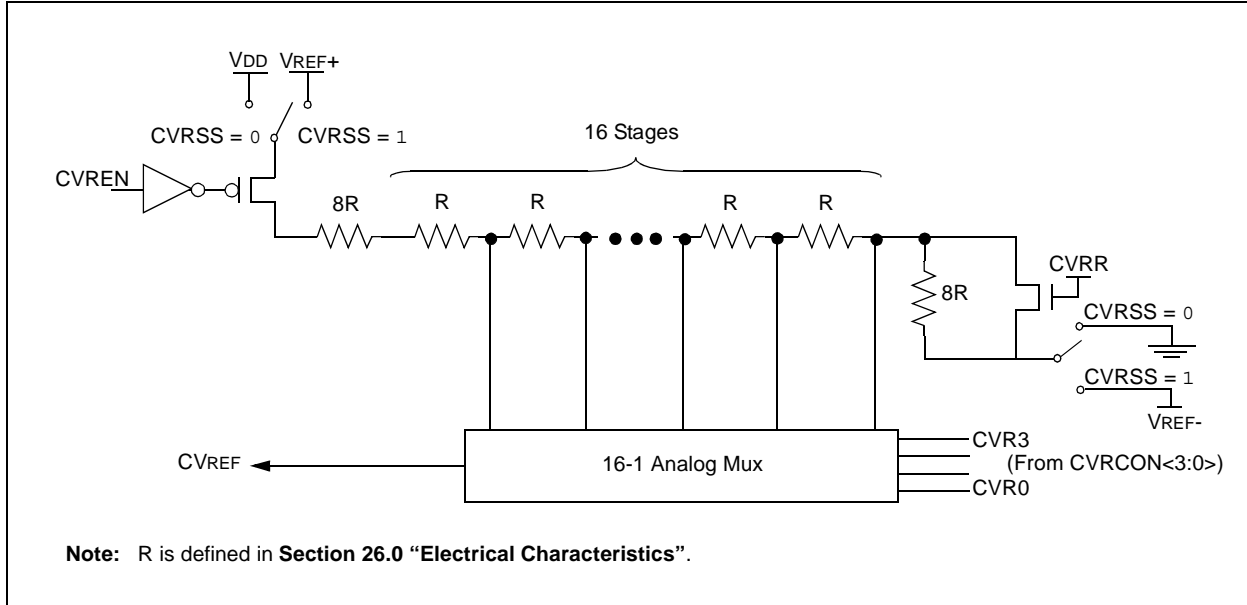 VDD VREF+
CVRSS = 0 CVRSS = 1
16 Stages
CVREN
8R R R R R
CVRR
8R
CVRSS = 0
CVRSS = 1
VREF-
CVREF
16-1 Analog Mux
CVR3
(From CVRCON<3:0>)
CVR0
Note: R is defined in Section 26.0 “Electrical Characteristics”.